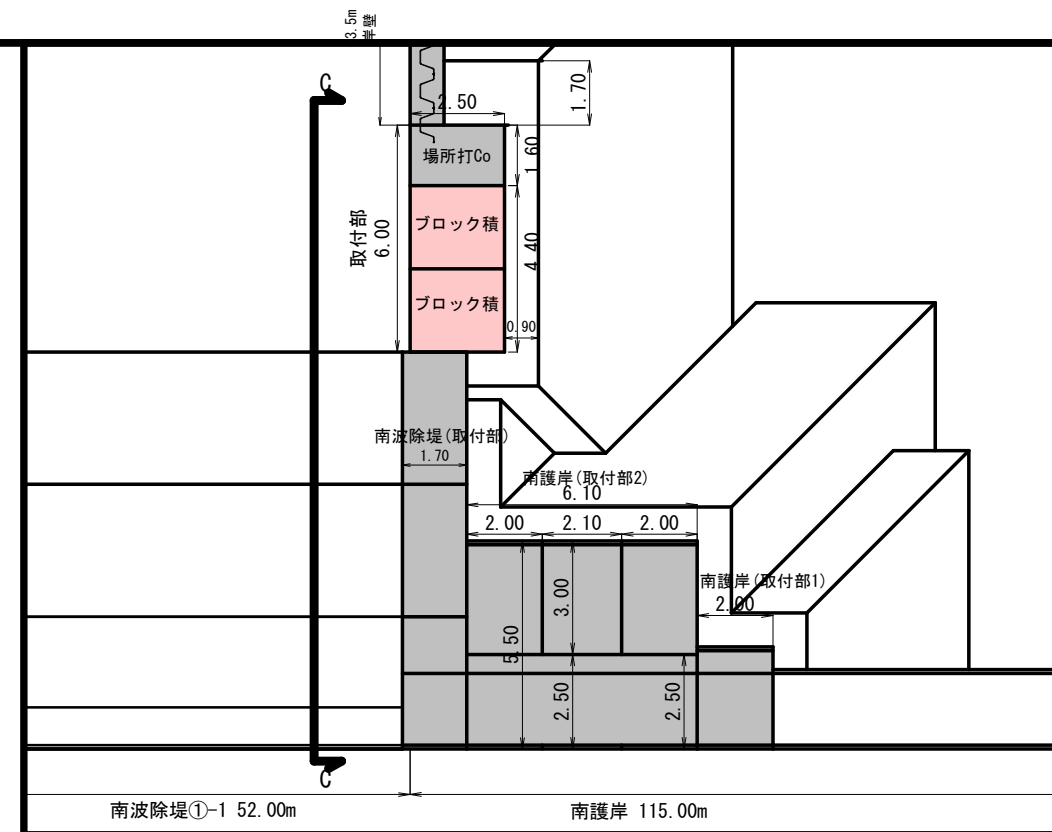 3.5m
岸壁
C
2.50
1.70
場所打Co
1.60
取付部
6.00
ブロック積
4.40
ブロック積
0.90
南波除堤(取付部)
1.70
南護岸(取付部2)
6.10
2.00
2.10
2.00
3.00
5.50
2.50
南護岸(取付部1)
2.00
2.50
C
南波除堤①-1 52.00m
南護岸 115.00m